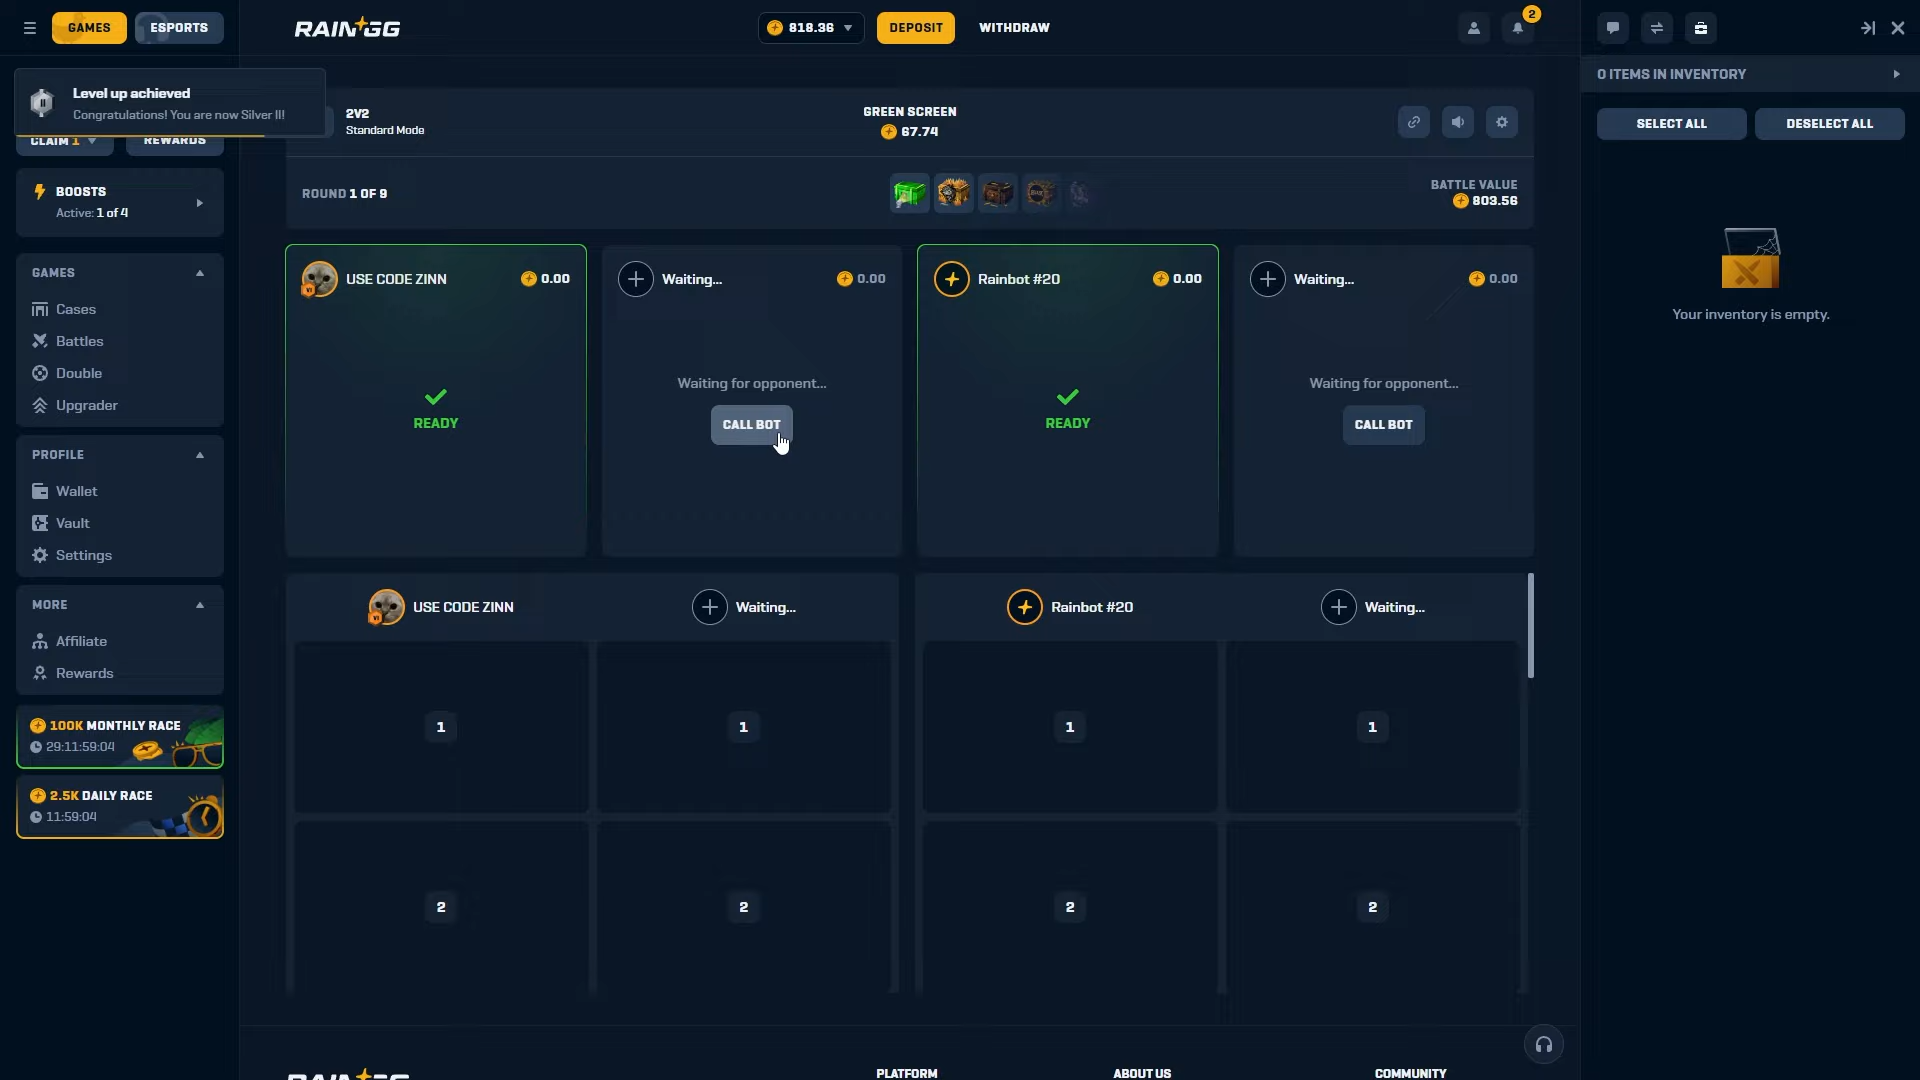 GAMES
ESPORTS
RAIN GG
818.36
DEPOSIT
WITHDRAW
2
Level up achieved
Congratulations! You are now Silver II!
CLAIM 1
REWARDS
BOOSTS
Active: 1 of 4
GAMES
Cases
Battles
Double
Upgrader
PROFILE
Wallet
Vault
Settings
MORE
Affiliate
Rewards
100K MONTHLY RACE
29:11:59:04
2.5K DAILY RACE
11:59:04
2V2
Standard Mode
GREEN SCREEN
67.74
ROUND 1 OF 9
BATTLE VALUE
803.56
USE CODE ZINN
0.00
Waiting...
0.00
Rainbot #20
0.00
Waiting...
0.00
READY
Waiting for opponent...
CALL BOT
READY
Waiting for opponent...
CALL BOT
USE CODE ZINN
Waiting...
Rainbot #20
Waiting...
1
1
1
1
2
2
2
2
RAIN GG
PLATFORM
ABOUT US
COMMUNITY
0 ITEMS IN INVENTORY
SELECT ALL
DESELECT ALL
Your inventory is empty.